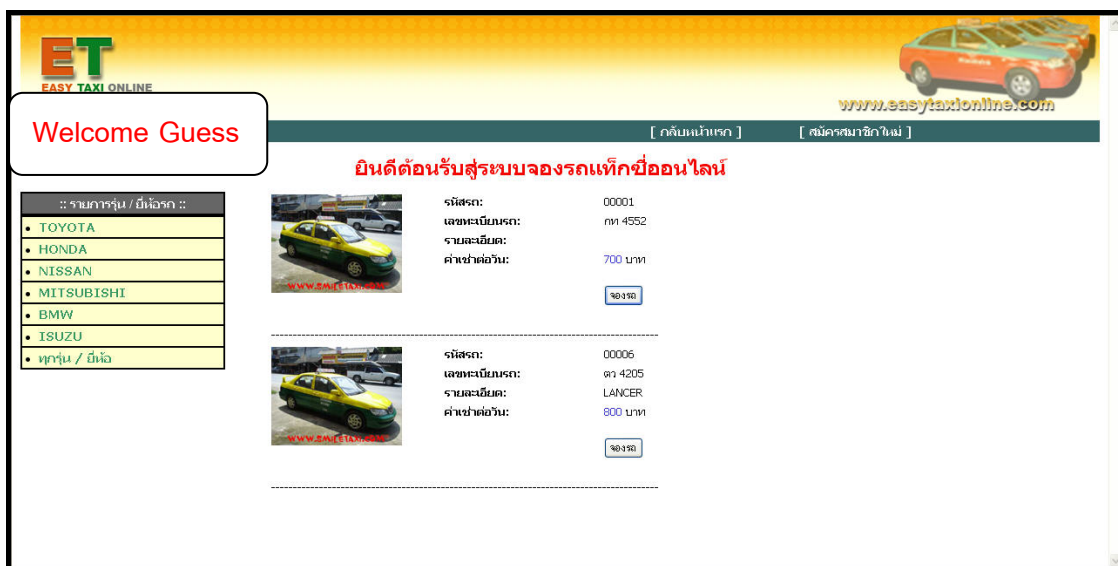 ET
EASY TAXI ONLINE
www.easytaxionline.com
Welcome Guess
[ กลับหน้าแรก ] [ สมัครสมาชิกใหม่ ]
ยินดีต้อนรับสู่ระบบจองรถแท็กขี่ออนไลน์
:: รายการรุ่น / ยี่ห้อรถ ::
• TOYOTA
• HONDA
• NISSAN
• MITSUBISHI
• BMW
• ISUZU
• ทุกรุ่น / ยี่ห้อ
รหัสรถ: 00001
เลขทะเบียนรถ: กท 4552
รายละเอียด:
ค่าเช่าต่อวัน: 700 บาท
จองรถ
WWW.SMILETAXI.COM
รหัสรถ: 00006
เลขทะเบียนรถ: ตว 4205
รายละเอียด: LANCER
ค่าเช่าต่อวัน: 800 บาท
จองรถ
WWW.SMILETAXI.COM